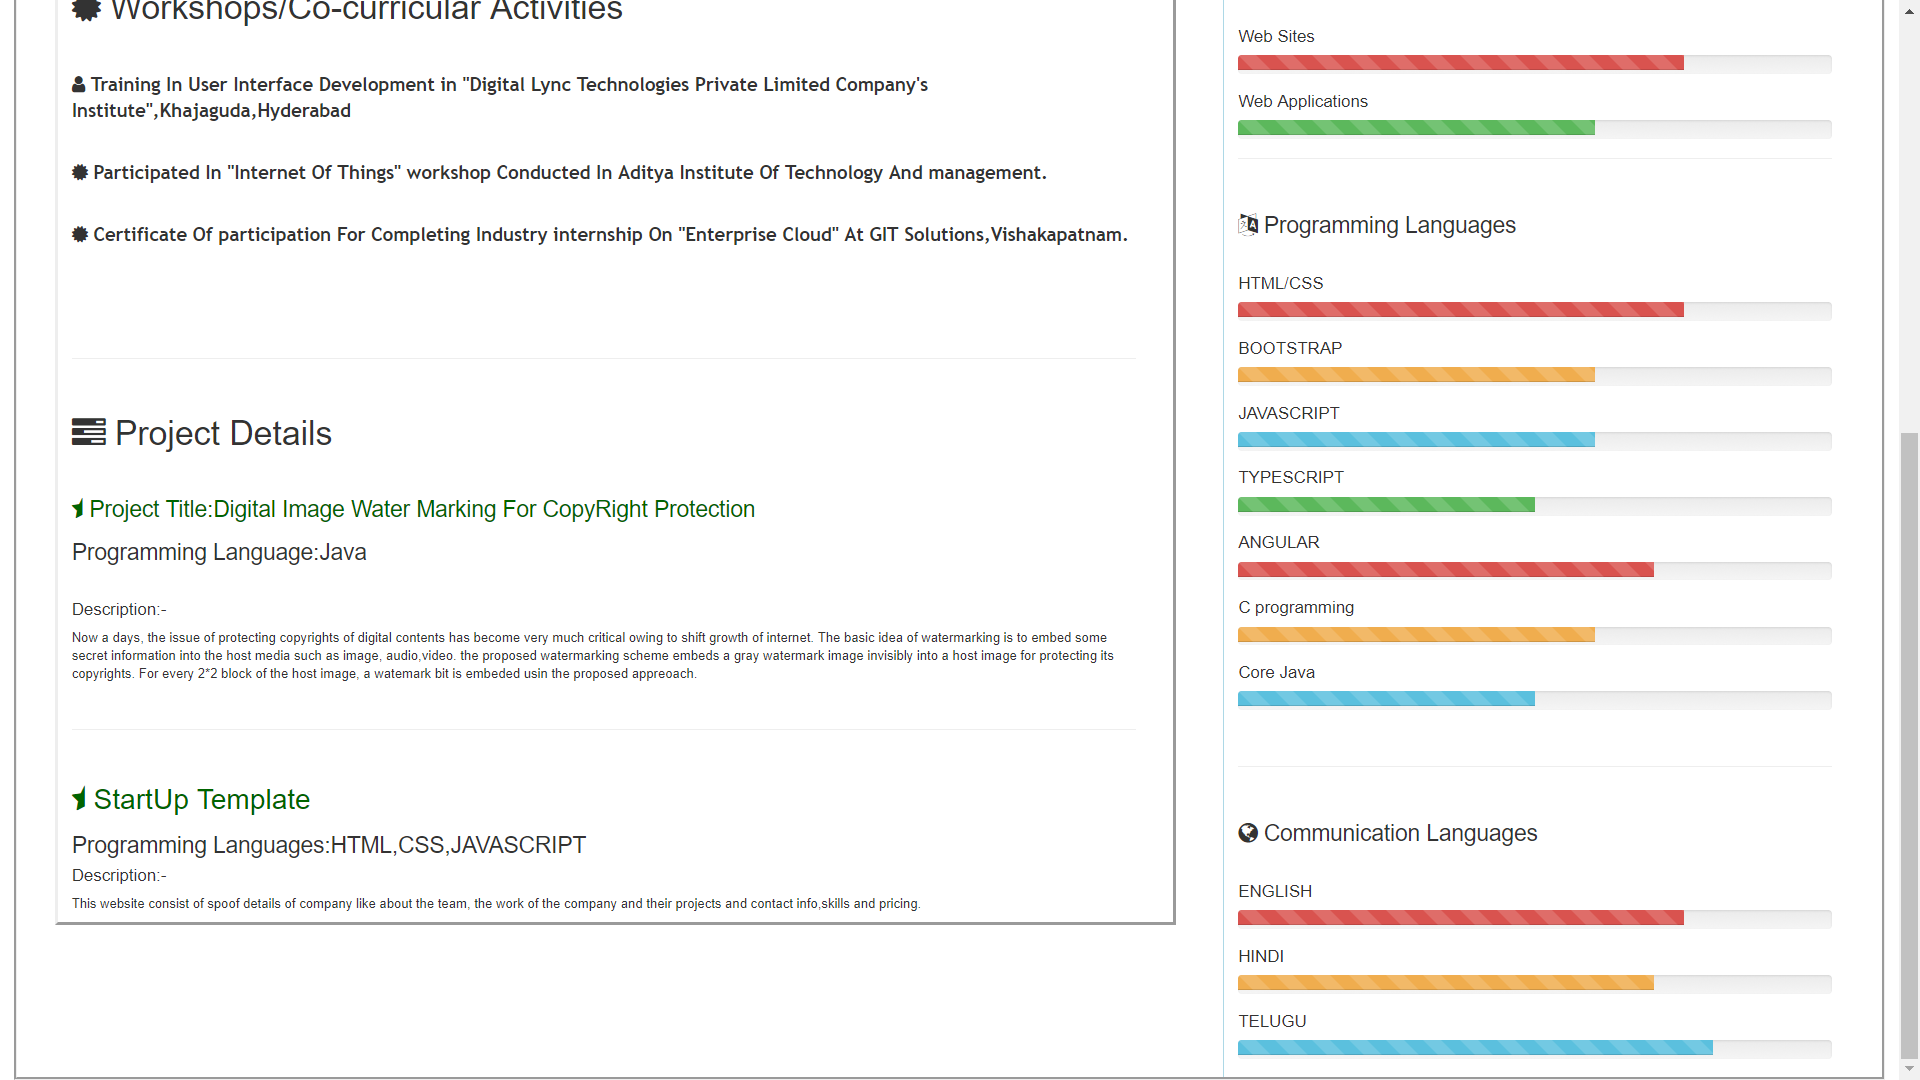 Workshops/Co-curricular Activities
Training In User Interface Development in "Digital Lync Technologies Private Limited Company's
Institute",Khajaguda,Hyderabad
Participated In "Internet Of Things" workshop Conducted In Aditya Institute Of Technology And management.
Certificate Of participation For Completing Industry internship On "Enterprise Cloud" At GIT Solutions,Vishakapatnam.
Project Details
Project Title:Digital Image Water Marking For CopyRight Protection
Programming Language:Java
Description:-
Now a days, the issue of protecting copyrights of digital contents has become very much critical owing to shift growth of internet. The basic idea of watermarking is to embed some
secret information into the host media such as image, audio,video. the proposed watermarking scheme embeds a gray watermark image invisibly into a host image for protecting its
copyrights. For every 2*2 block of the host image, a watemark bit is embeded usin the proposed appreoach.
StartUp Template
Programming Languages:HTML,CSS,JAVASCRIPT
Description:-
This website consist of spoof details of company like about the team, the work of the company and their projects and contact info,skills and pricing.
Web Sites
Web Applications
Programming Languages
HTML/CSS
BOOTSTRAP
JAVASCRIPT
TYPESCRIPT
ANGULAR
C programming
Core Java
Communication Languages
ENGLISH
HINDI
TELUGU